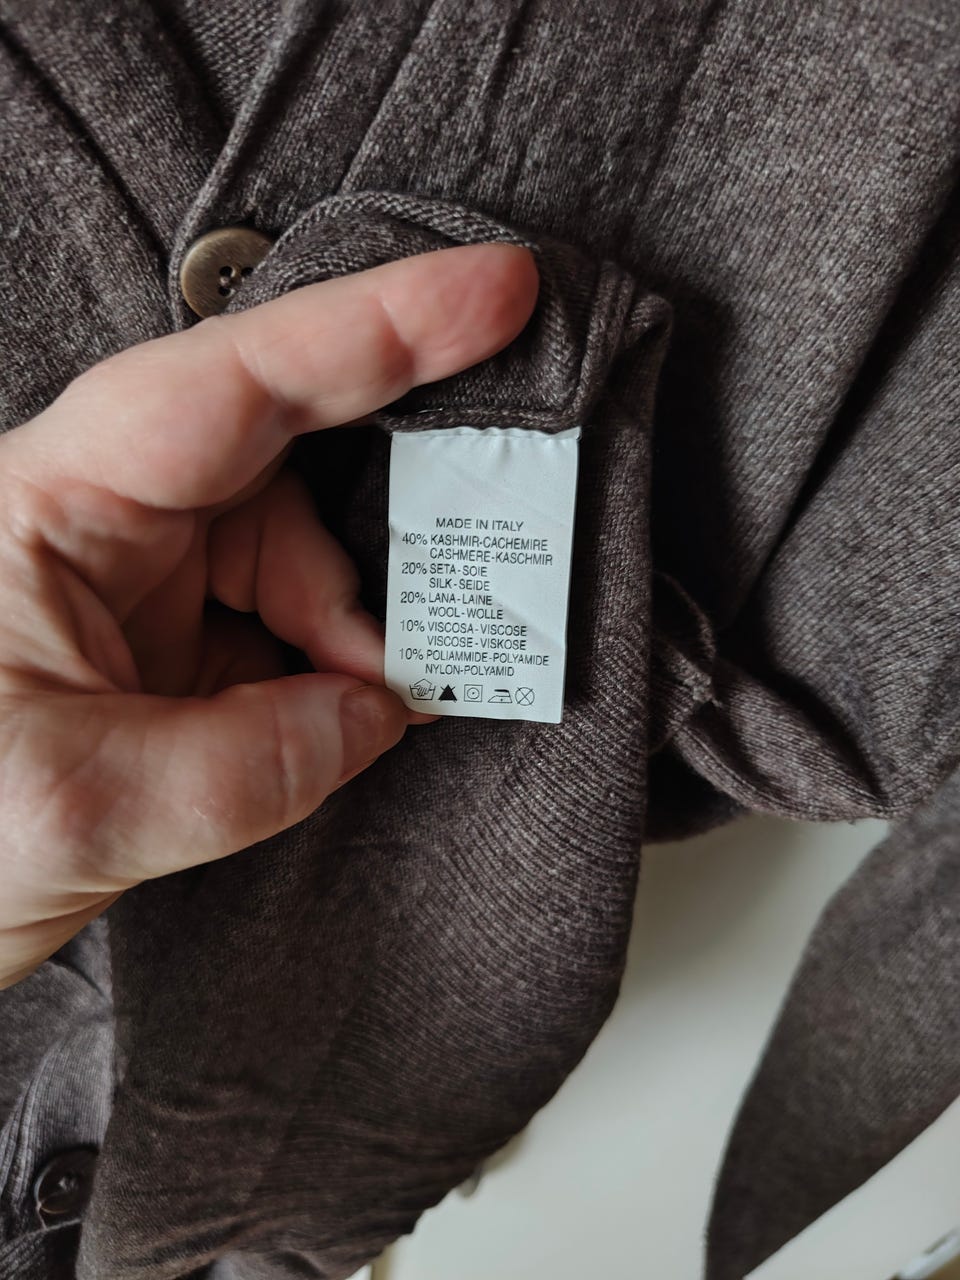 MADE IN ITALY
40% KASHMIR-CACHEMIRE
CASHMERE-KASCHMIR
20% SETA-SOIE
SILK-SEIDE
20% LANA-LAINE
WOOL-WOLLE
10% VISCOSA-VISCOSE
VISCOSE-VISKOSE
10% POLIAMMIDE-POLYAMIDE
NYLON-POLYAMID